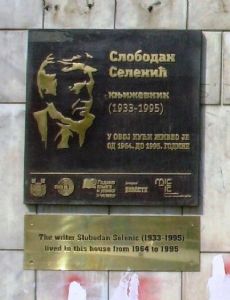 Слободан
Селенић
књижевник
(1933-1995)
У ОВОЈ КУЋИ ЖИВЕО ЈЕ
ОД 1964. ДО 1995. ГОДИНЕ
The writer Slobodan Selenic (1933-1995)
lived in this house from 1964 to 1995